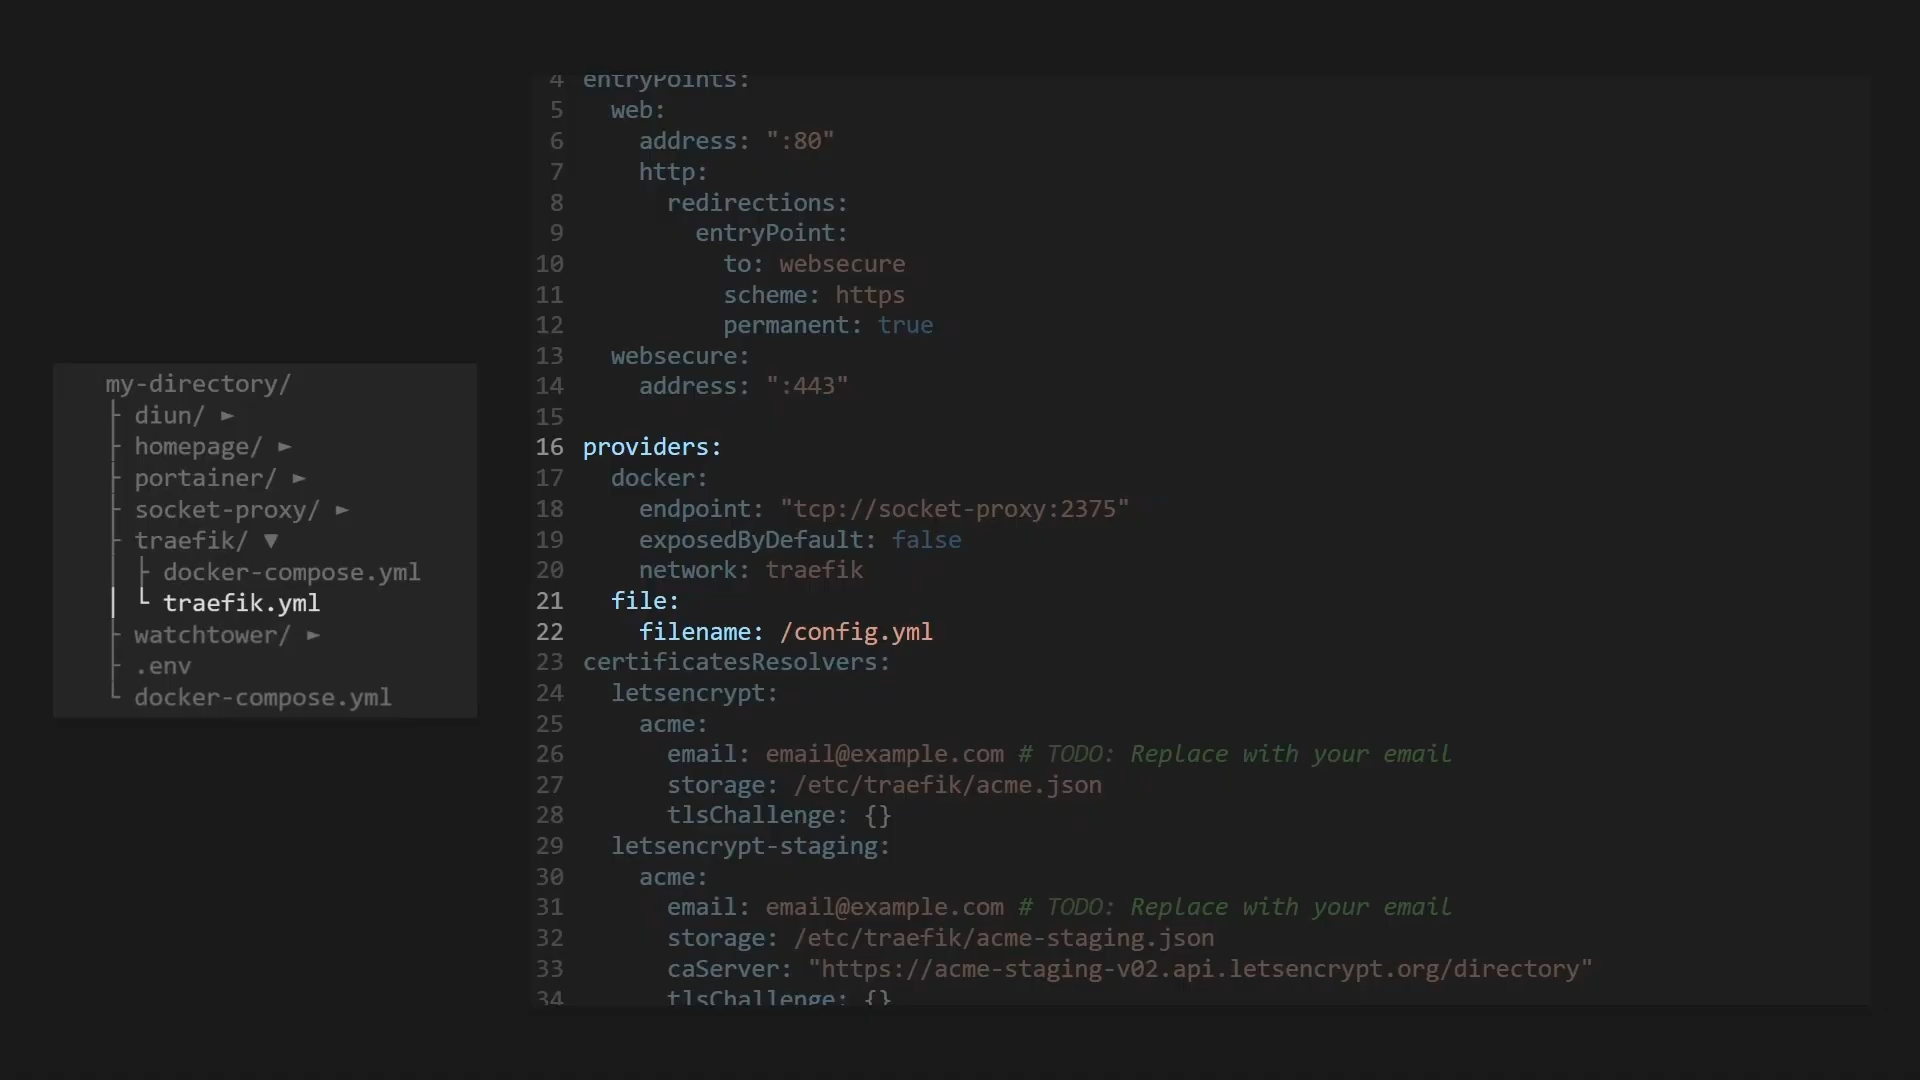 my-directory/
├ diun/ ►
├ homepage/ ►
├ portainer/ ►
├ socket-proxy/ ►
├ traefik/ ▼
│ ├ docker-compose.yml
│ └ traefik.yml
├ watchtower/ ►
├ .env
└ docker-compose.yml
4 entryPoints:
5   web:
6     address: ":80"
7     http:
8       redirections:
9         entryPoint:
10           to: websecure
11           scheme: https
12           permanent: true
13   websecure:
14     address: ":443"
15
16 providers:
17   docker:
18     endpoint: "tcp://socket-proxy:2375"
19     exposedByDefault: false
20     network: traefik
21   file:
22     filename: /config.yml
23 certificatesResolvers:
24   letsencrypt:
25     acme:
26       email: email@example.com # TODO: Replace with your email
27       storage: /etc/traefik/acme.json
28       tlsChallenge: {}
29   letsencrypt-staging:
30     acme:
31       email: email@example.com # TODO: Replace with your email
32       storage: /etc/traefik/acme-staging.json
33       caServer: "https://acme-staging-v02.api.letsencrypt.org/directory"
34       tlsChallenge: {}